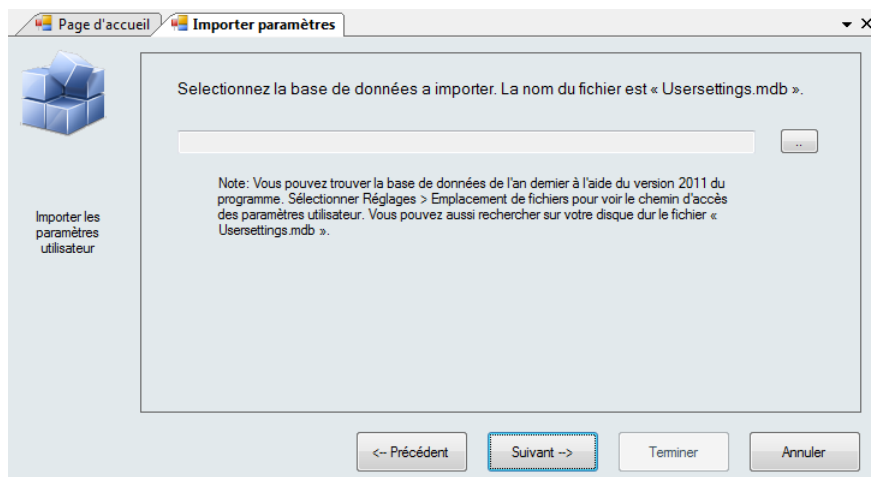 Page d'accueil
Importer paramètres
Selectionnez la base de données a importer. La nom du fichier est « Usersettings.mdb ».
..
Note: Vous pouvez trouver la base de données de l'an dernier à l'aide du version 2011 du
programme. Sélectionner Réglages > Emplacement de fichiers pour voir le chemin d'accès
des paramètres utilisateur. Vous pouvez aussi rechercher sur votre disque dur le fichier «
Usersettings.mdb ».
Importer les
paramètres
utilisateur
<-- Précédent
Suivant -->
Terminer
Annuler